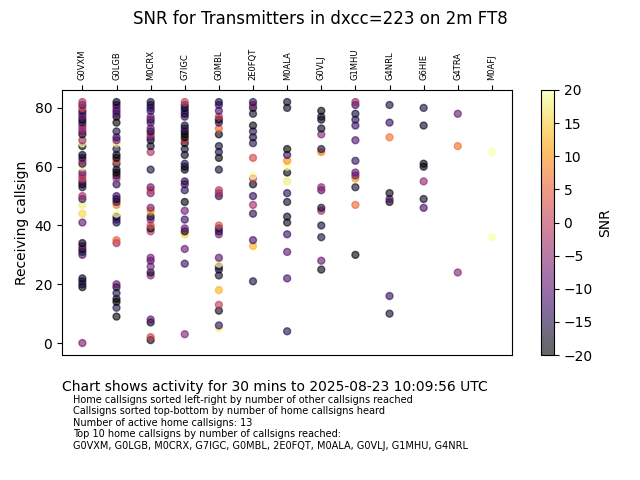 SNR for Transmitters in dxcc=223 on 2m FT8
G0VXM G0LGB M0CRX G7IGC G0MBL 2E0FQT M0ALA G0VLJ G1MHU G4NRL G6HIE G4TRA M0AFJ
80
60
40
20
0
Receiving callsign
20
15
10
5
0
−5
−10
−15
−20
SNR
Chart shows activity for 30 mins to 2025-08-23 10:09:56 UTC
Home callsigns sorted left-right by number of other callsigns reached
Callsigns sorted top-bottom by number of home callsigns heard
Number of active home callsigns: 13
Top 10 home callsigns by number of callsigns reached:
G0VXM, G0LGB, M0CRX, G7IGC, G0MBL, 2E0FQT, M0ALA, G0VLJ, G1MHU, G4NRL